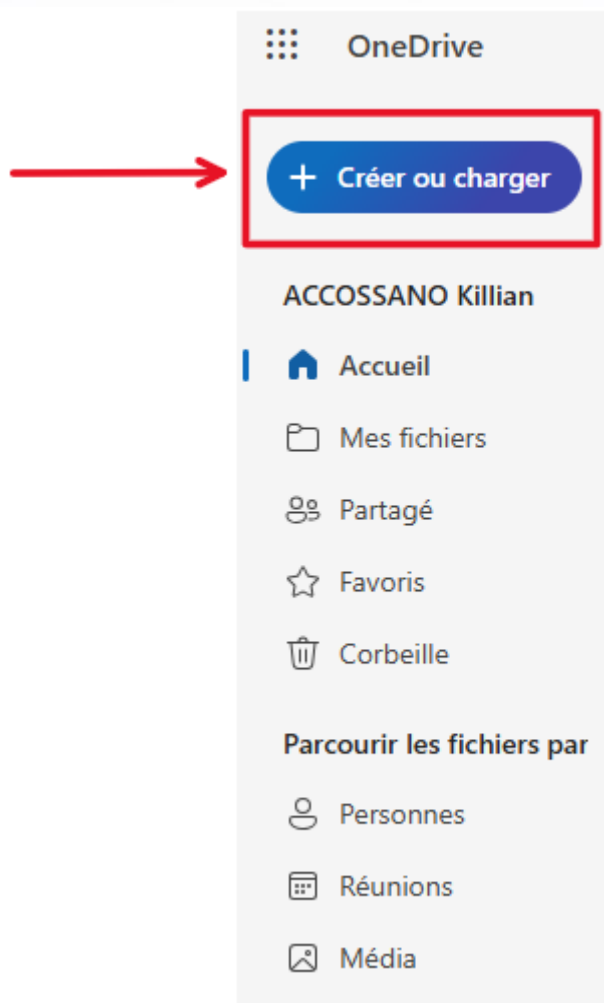 OneDrive
+ Créer ou charger
ACCOSSANO Killian
Accueil
Mes fichiers
Partagé
Favoris
Corbeille
Parcourir les fichiers par
Personnes
Réunions
Média